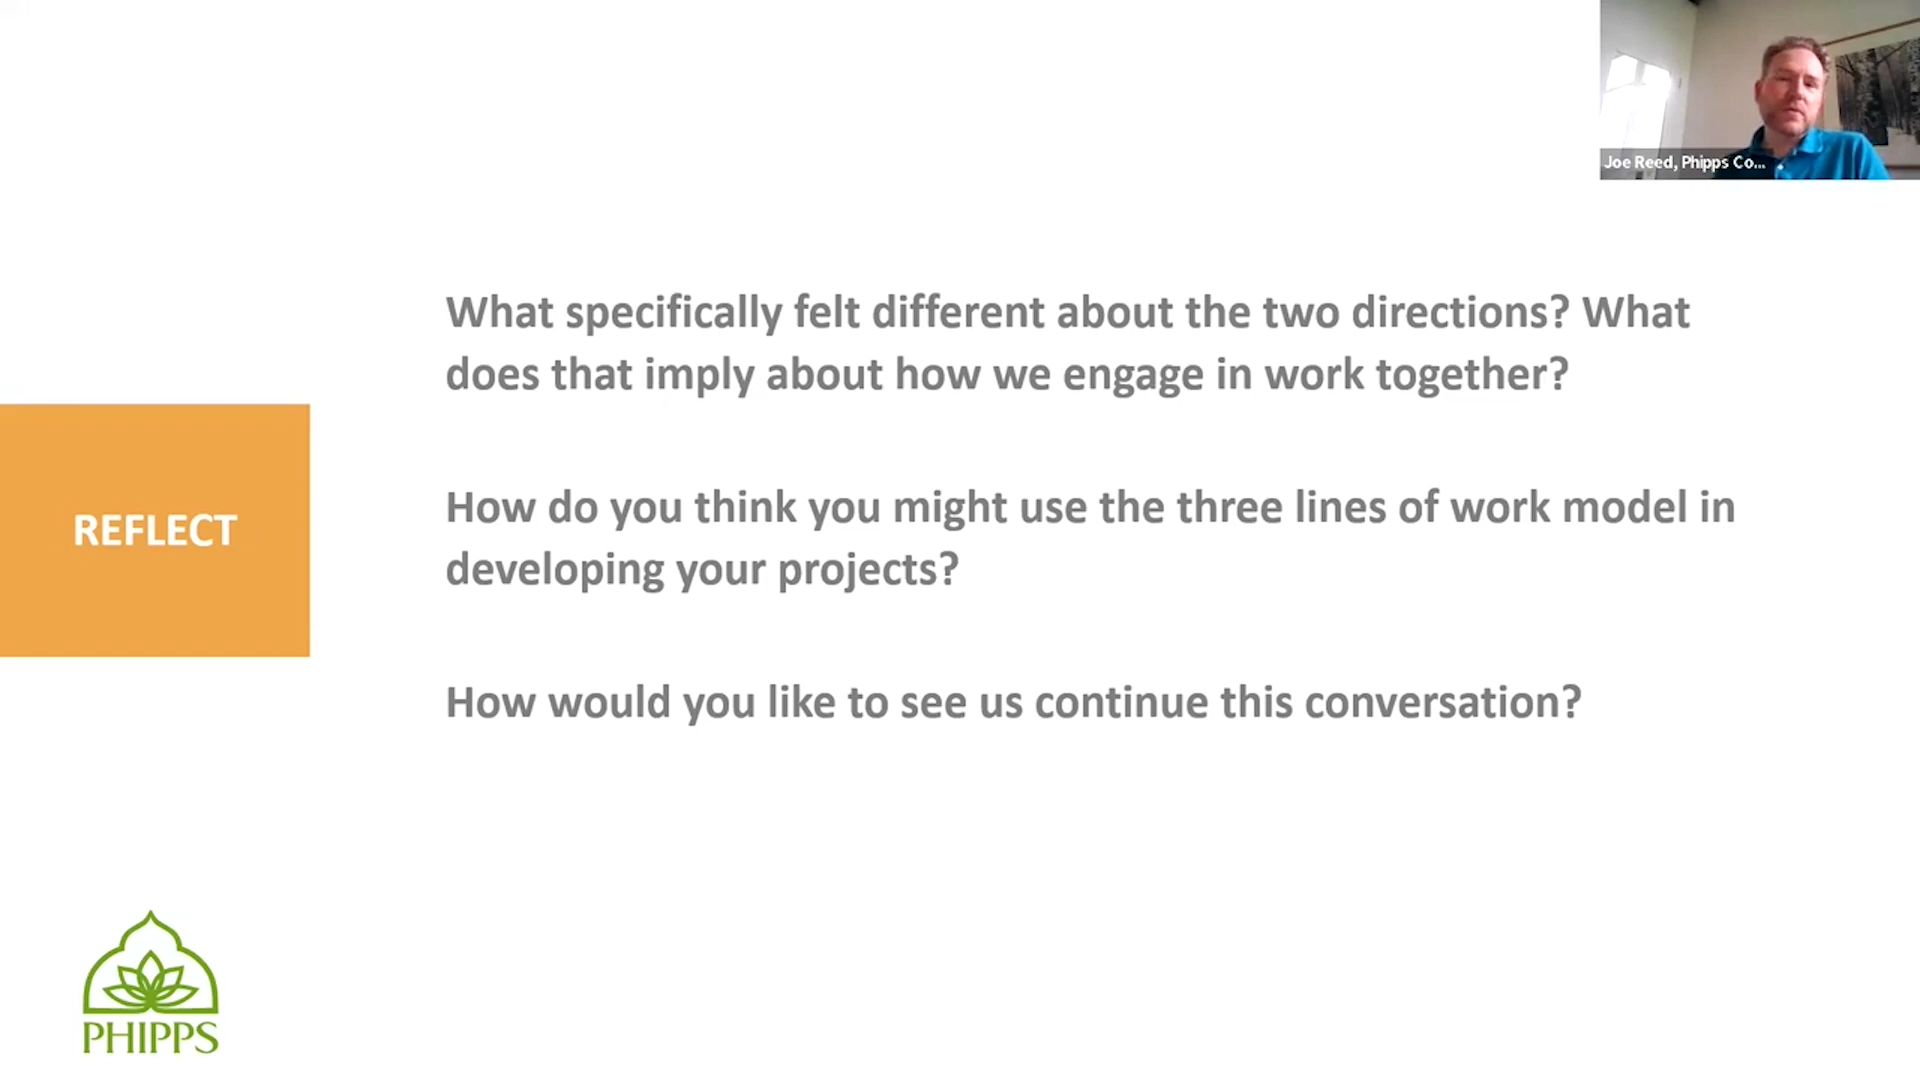 Joe Reed, Phipps Co...
What specifically felt different about the two directions? What
does that imply about how we engage in work together?
How do you think you might use the three lines of work model in
developing your projects?
How would you like to see us continue this conversation?
REFLECT
PHIPPS